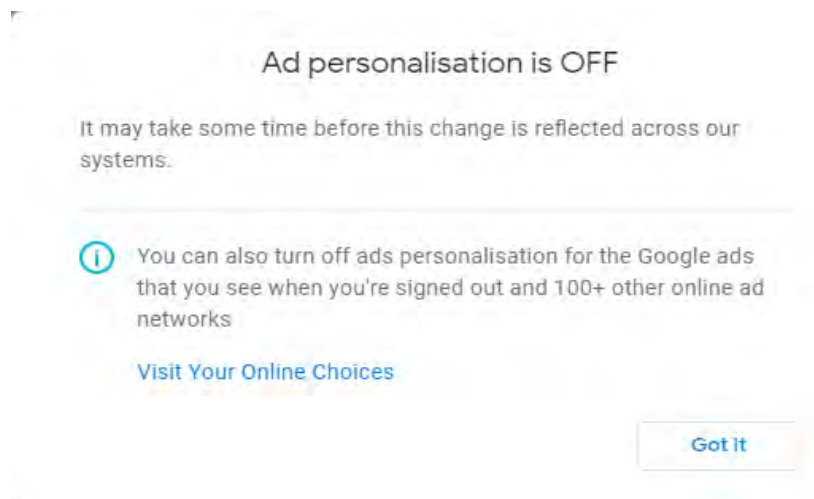 Ad personalisation is OFF
It may take some time before this change is reflected across our
systems.
You can also turn off ads personalisation for the Google ads
that you see when you're signed out and 100+ other online ad
networks
Visit Your Online Choices
Got It